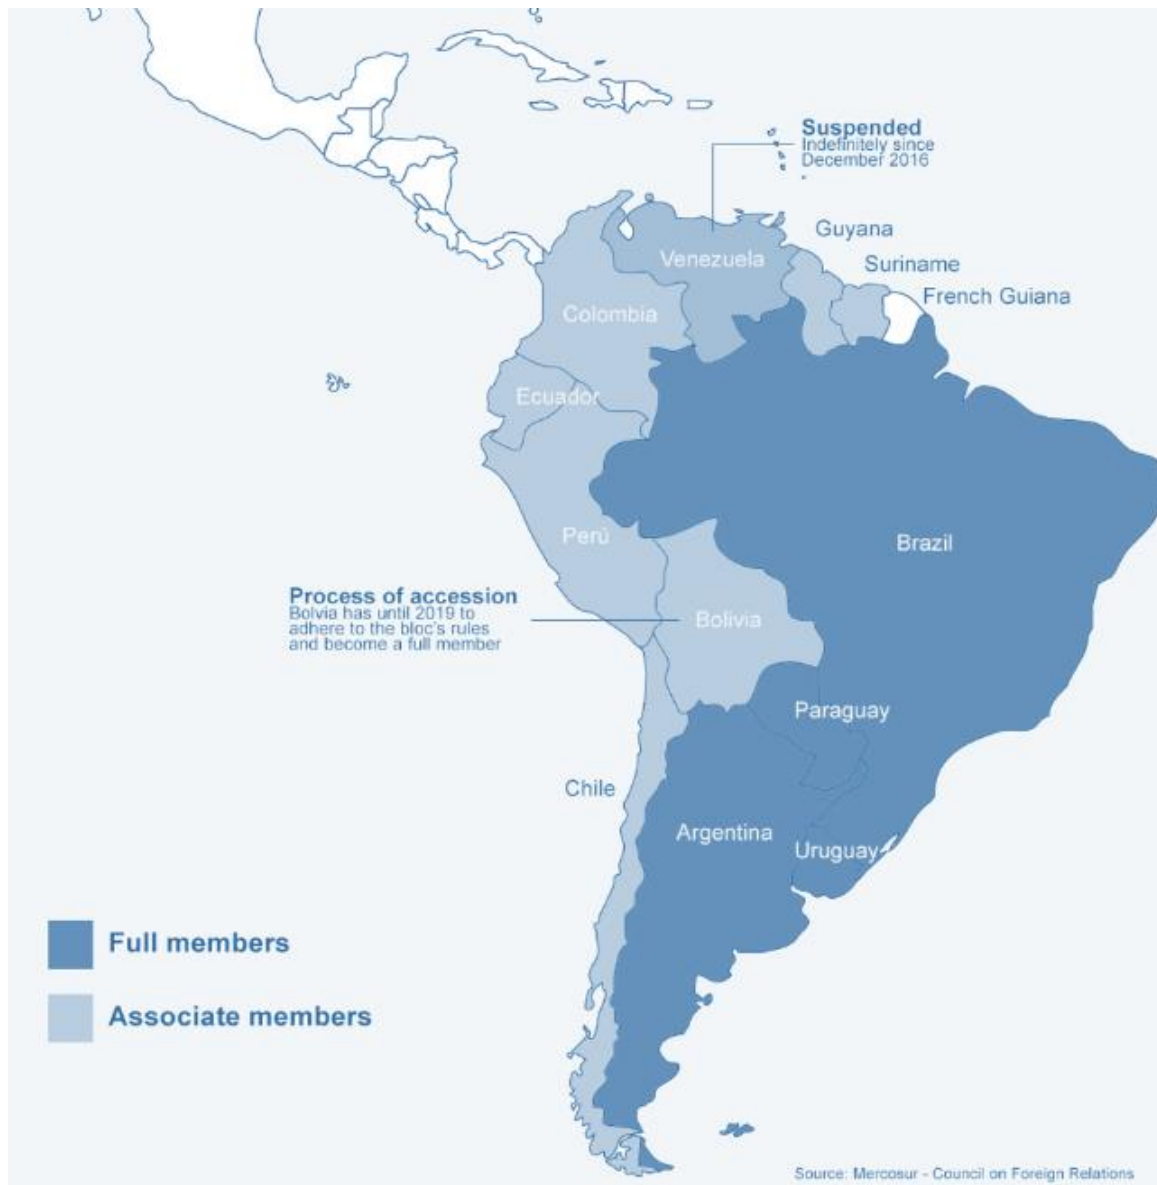 Suspended
Indefinitely since
December 2016
Guyana
Suriname
French Guiana
Venezuela
Colombia
Ecuador
Perú
Brazil
Process of accession
Bolvia has until 2019 to
adhere to the bloc's rules
and become a full member
Bolivia
Paraguay
Chile
Argentina
Uruguay
Full members
Associate members
Source: Mercosur - Council on Foreign Relations